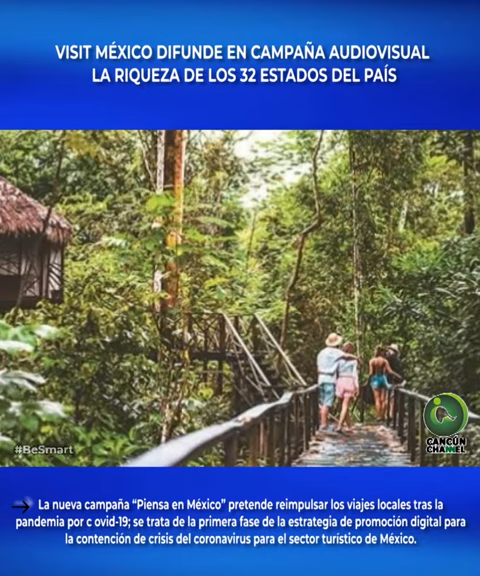 VISIT MÉXICO DIFUNDE EN CAMPAÑA AUDIOVISUAL
LA RIQUEZA DE LOS 32 ESTADOS DEL PAÍS
#BeSmart
CANCÚN
CHANNEL
La nueva campaña “Piensa en México” pretende reimpulsar los viajes locales tras la
pandemia por c ovid-19; se trata de la primera fase de la estrategia de promoción digital para
la contención de crisis del coronavirus para el sector turístico de México.